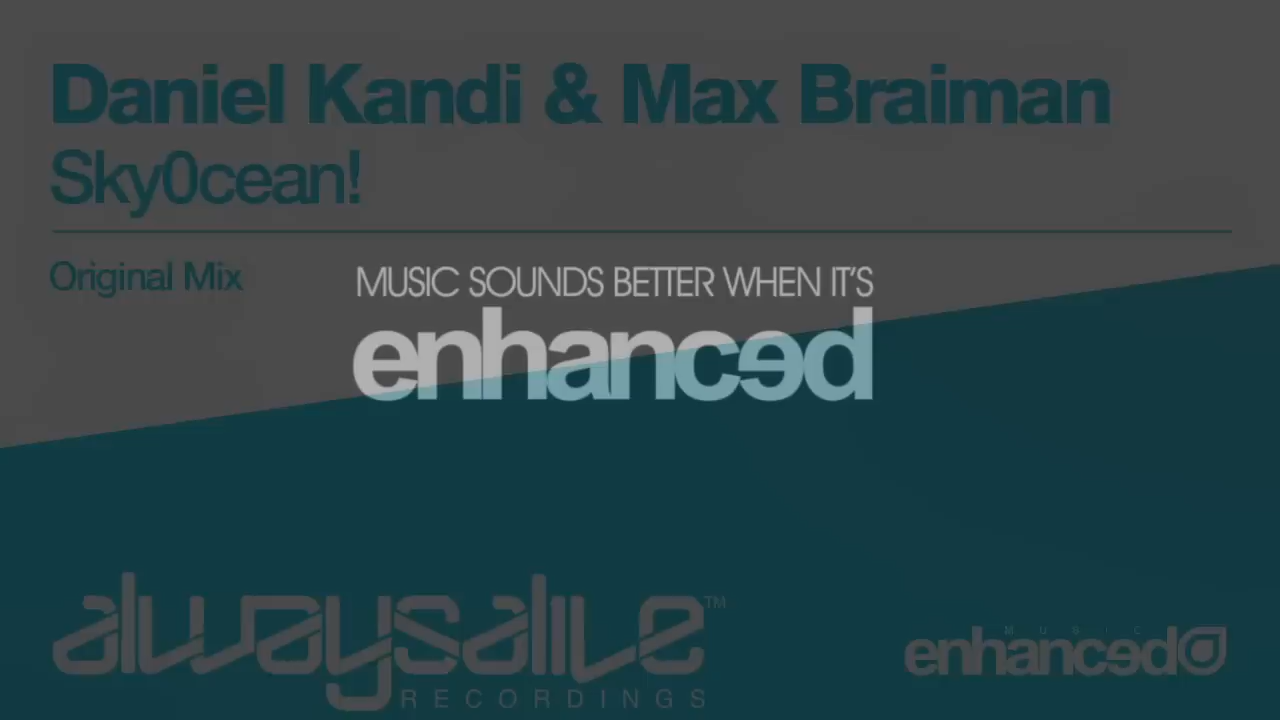 Daniel Kandi & Max Braiman
Sky0cean!
Original Mix
MUSIC SOUNDS BETTER WHEN IT'S
enhanced
alwaysalive™
RECORDINGS
MUSIC
enhanced